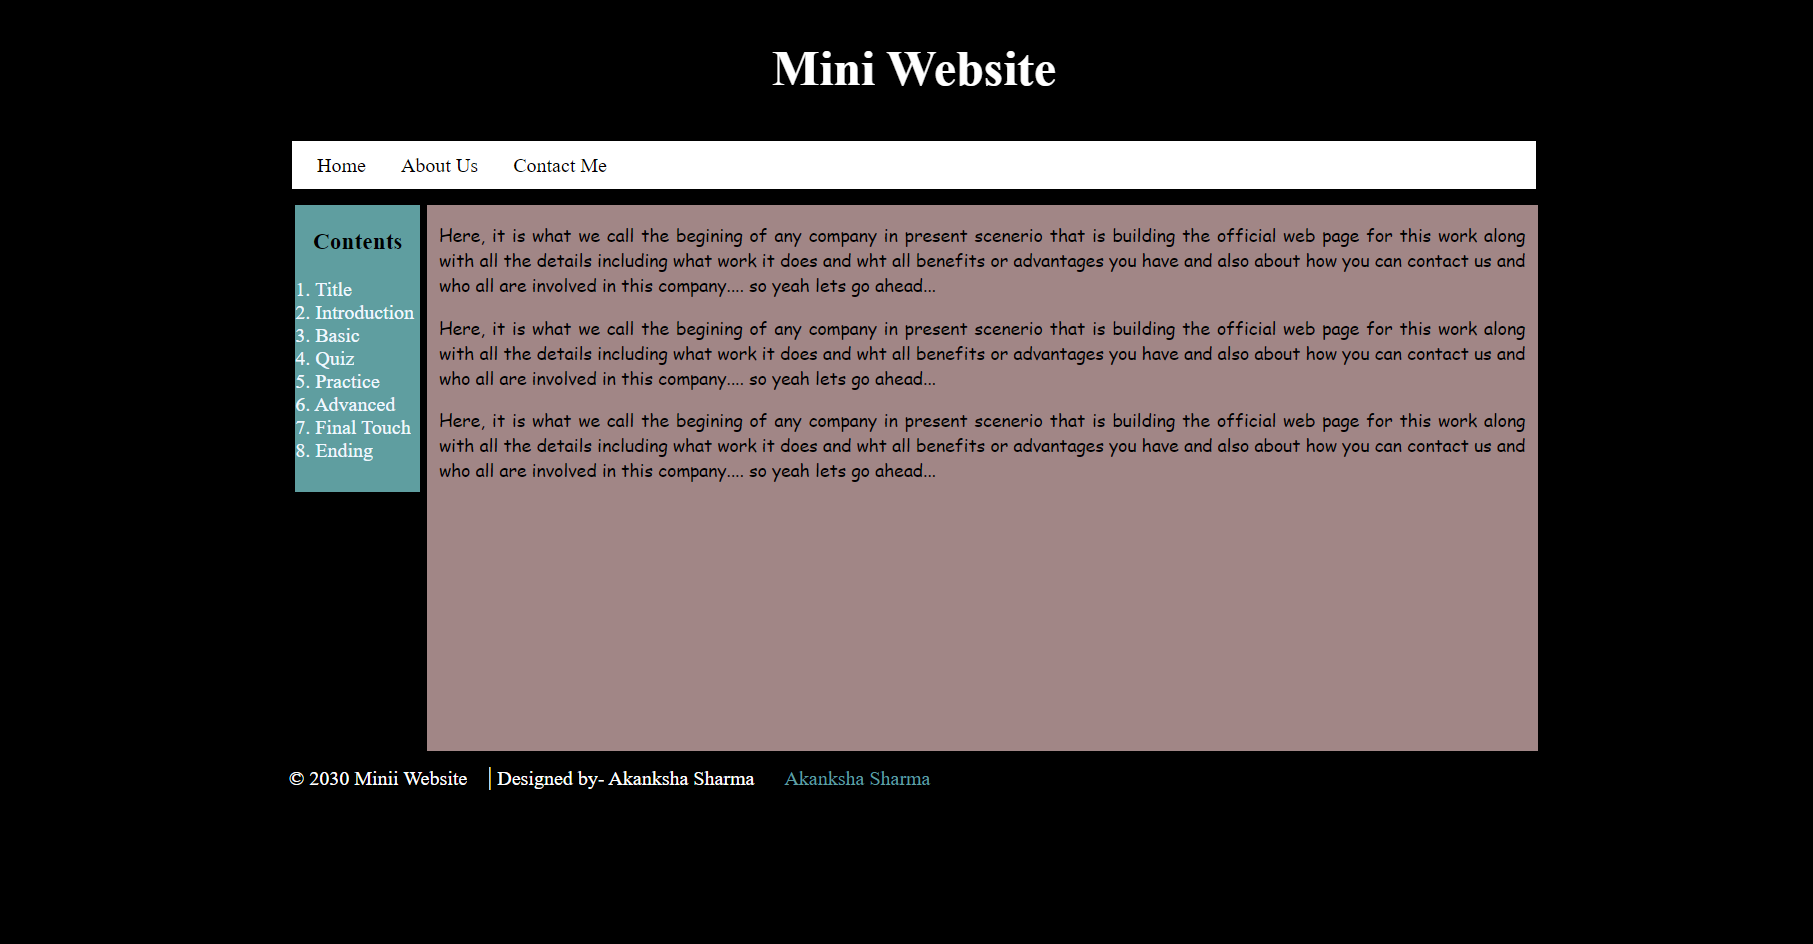 Mini Website
Home About Us Contact Me
Contents
1. Title
2. Introduction
3. Basic
4. Quiz
5. Practice
6. Advanced
7. Final Touch
8. Ending
Here, it is what we call the begining of any company in present scenerio that is building the official web page for this work along
with all the details including what work it does and wht all benefits or advantages you have and also about how you can contact us and
who all are involved in this company.... so yeah lets go ahead...
Here, it is what we call the begining of any company in present scenerio that is building the official web page for this work along
with all the details including what work it does and wht all benefits or advantages you have and also about how you can contact us and
who all are involved in this company.... so yeah lets go ahead...
Here, it is what we call the begining of any company in present scenerio that is building the official web page for this work along
with all the details including what work it does and wht all benefits or advantages you have and also about how you can contact us and
who all are involved in this company.... so yeah lets go ahead...
© 2030 Minii Website | Designed by- Akanksha Sharma Akanksha Sharma